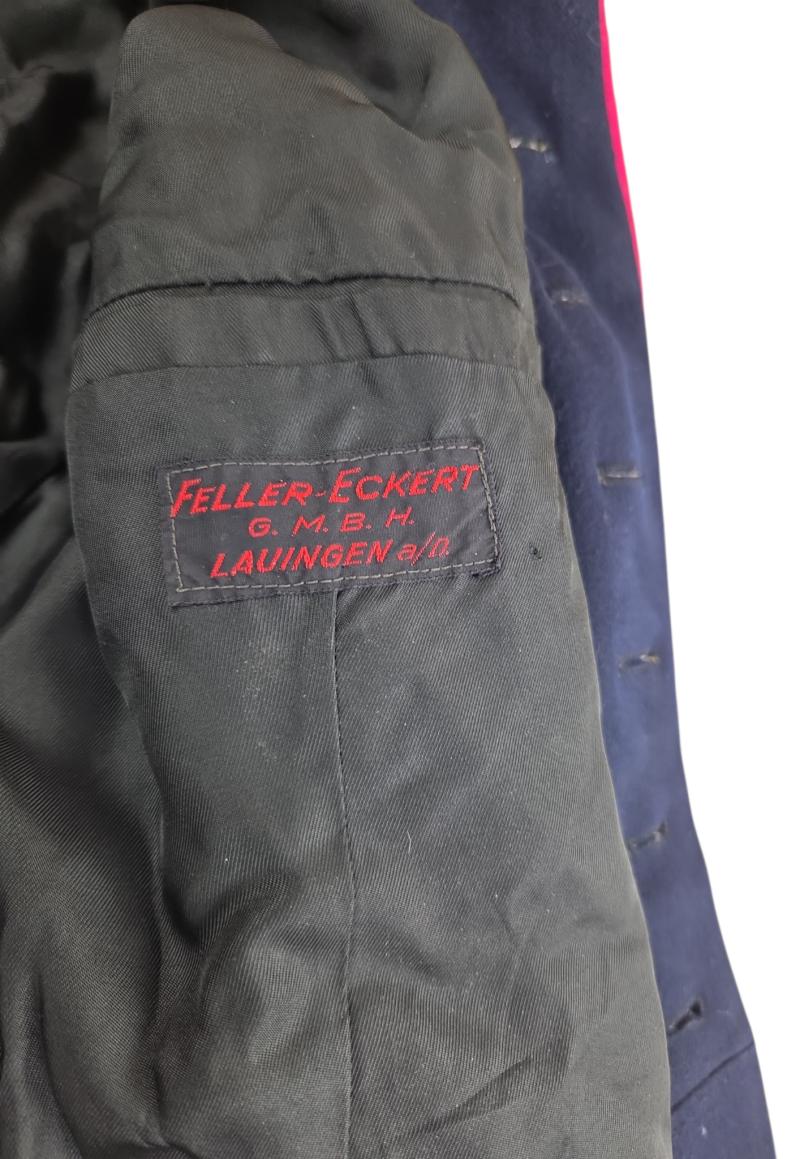 FELLER-ECKERT
G. M. B. H.
LAUINGEN a/D.